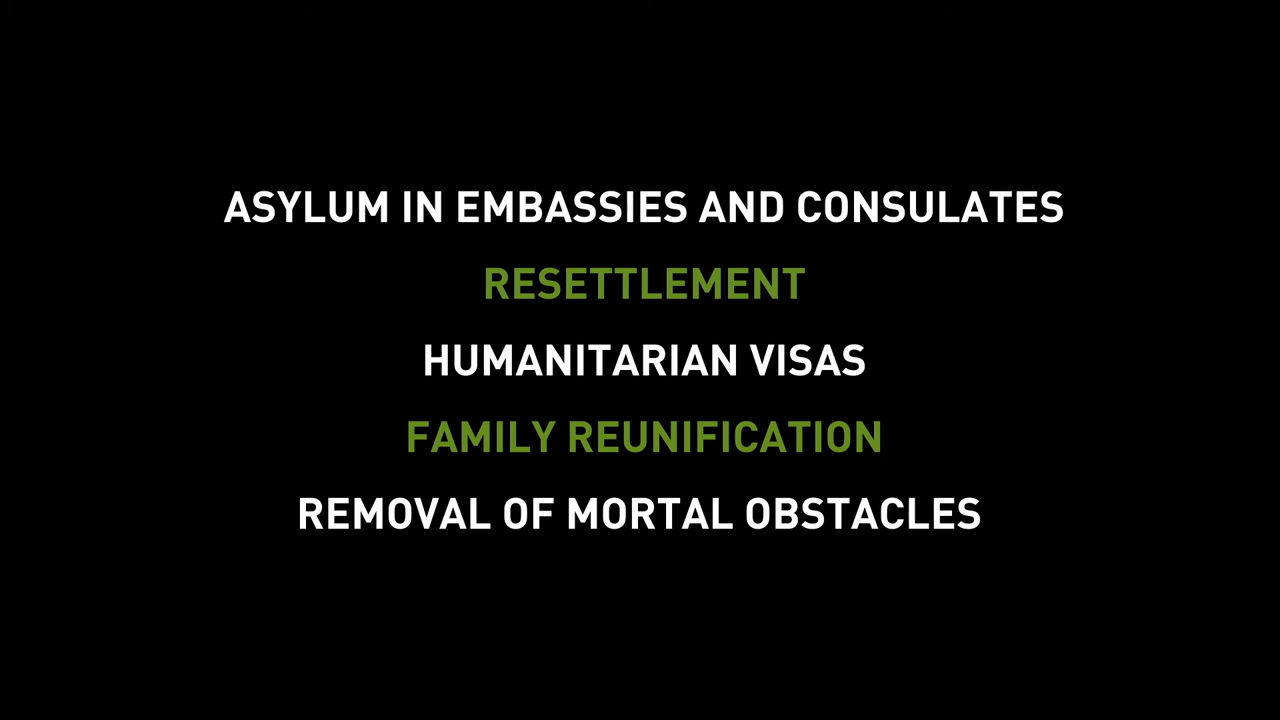 ASYLUM IN EMBASSIES AND CONSULATES
RESETTLEMENT
HUMANITARIAN VISAS
FAMILY REUNIFICATION
REMOVAL OF MORTAL OBSTACLES